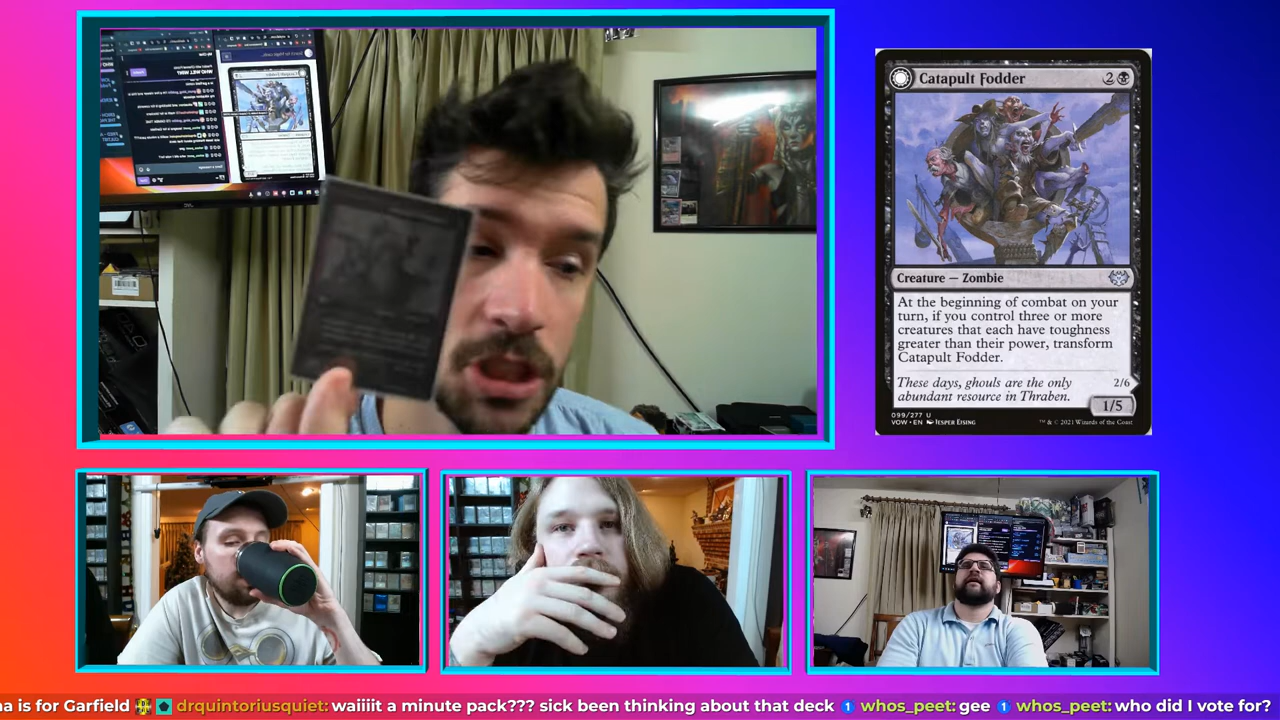 Catapult Fodder 2
Creature — Zombie
At the beginning of combat on your
turn, if you control three or more
creatures that each have toughness
greater than their power, transform
Catapult Fodder.
These days, ghouls are the only
abundant resource in Thraben.
2/6
1/5
099/277 U
VOW • EN JESPER EJSING
™ & © 2021 Wizards of the Coast
na is for Garfield drquintoriusquiet: waiiiit a minute pack??? sick been thinking about that deck 1 whos_peet: gee 1 whos_peet: who did I vote for?